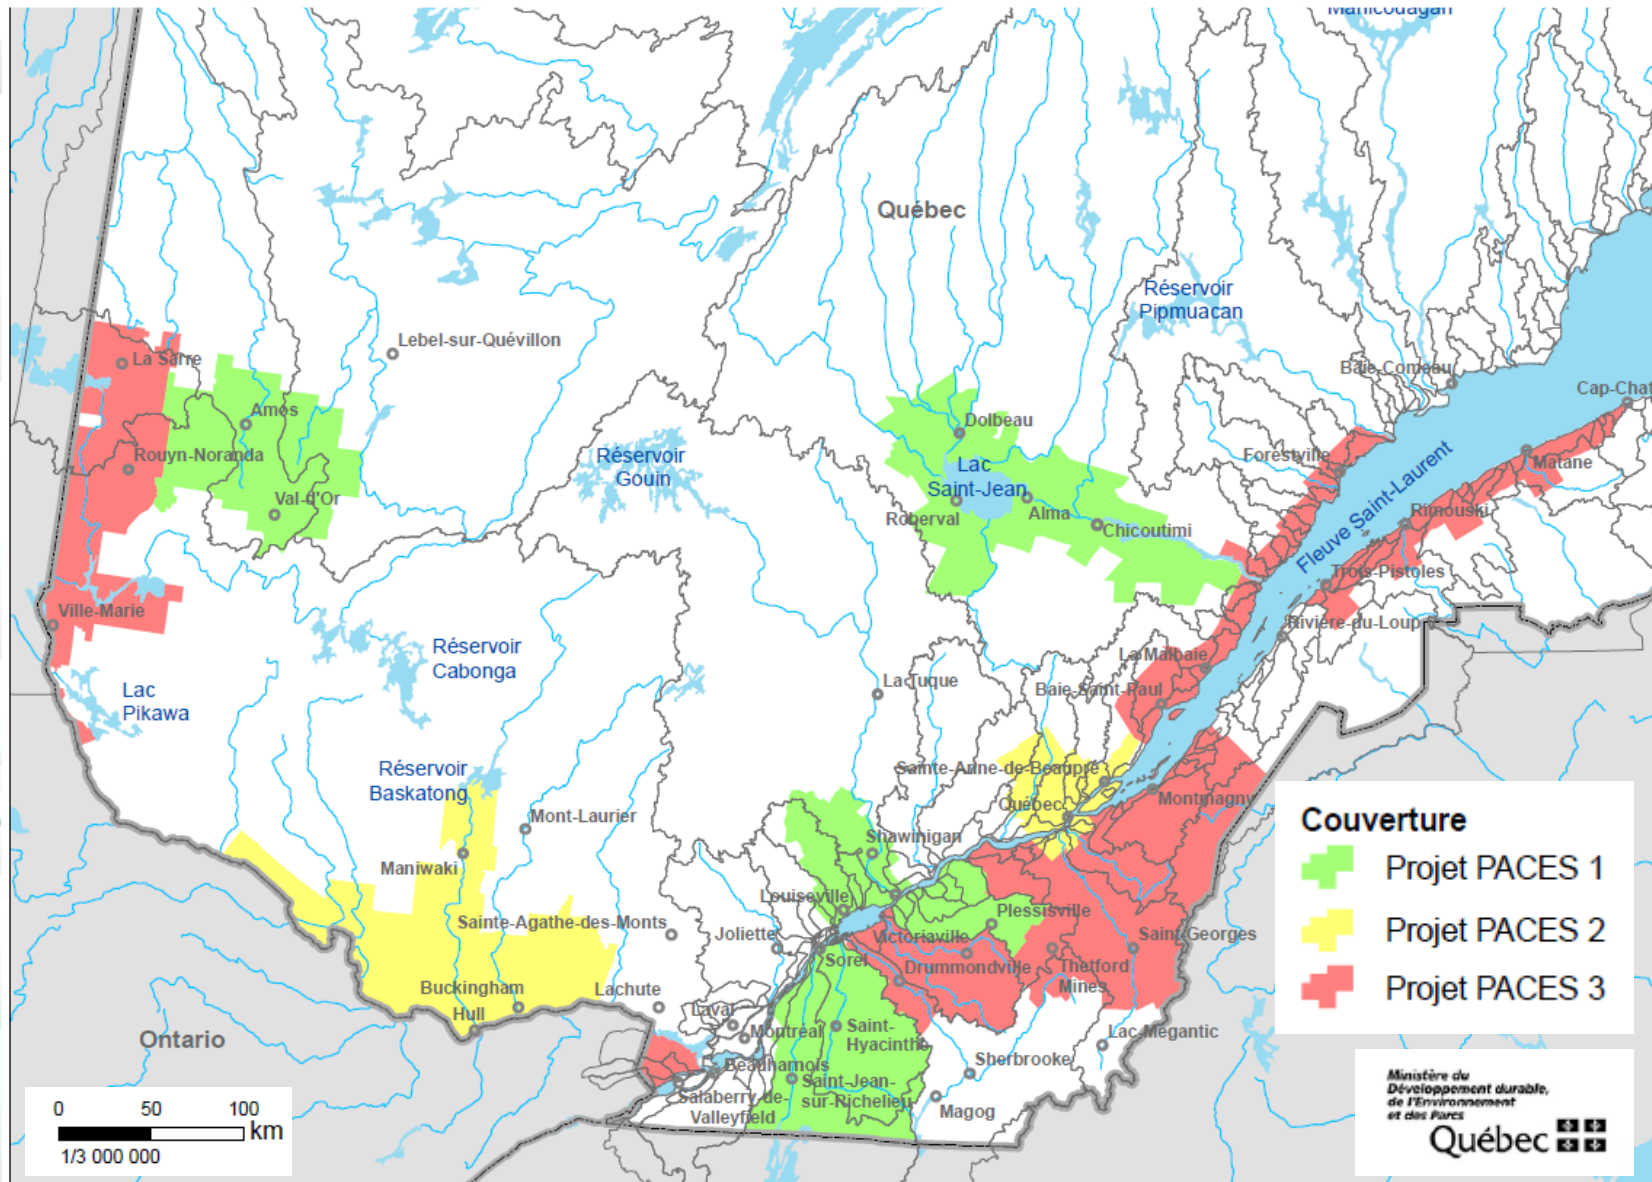 Manicouagan
Québec
Réservoir
Pipmuacan
Lebel-sur-Quévillon
La Sarre
Baie-Comeau
Cap-Chat
Amos
Dolbeau
Rouyn-Noranda
Réservoir
Gouin
Lac
Saint-Jean
Forestville
Matane
Val-d'Or
Roberval
Alma
Chicoutimi
Rimouski
Fleuve Saint-Laurent
Trois-Pistoles
Ville-Marie
Rivière-du-Loup
Réservoir
Cabonga
La Malbaie
Lac
Pikawa
La Tuque
Baie-Saint-Paul
Réservoir
Baskatong
Sainte-Anne-de-Beaupré
Québec
Montmagny
Mont-Laurier
Shawinigan
Maniwaki
Louiseville
Plessisville
Sainte-Agathe-des-Monts
Joliette
Victoriaville
Saint-Georges
Sorel
Drummondville
Thetford
Mines
Buckingham
Lachute
Hull
Laval
Montréal
Saint-
Hyacinthe
Lac-Mégantic
Ontario
Sherbrooke
Beauharnois
Saint-Jean-
sur-Richelieu
Salaberry-de-
Valleyfield
Magog
Couverture
Projet PACES 1
Projet PACES 2
Projet PACES 3
0 50 100
km
1/3 000 000
Ministère du
Développement durable,
de l'Environnement
et des Parcs
Québec